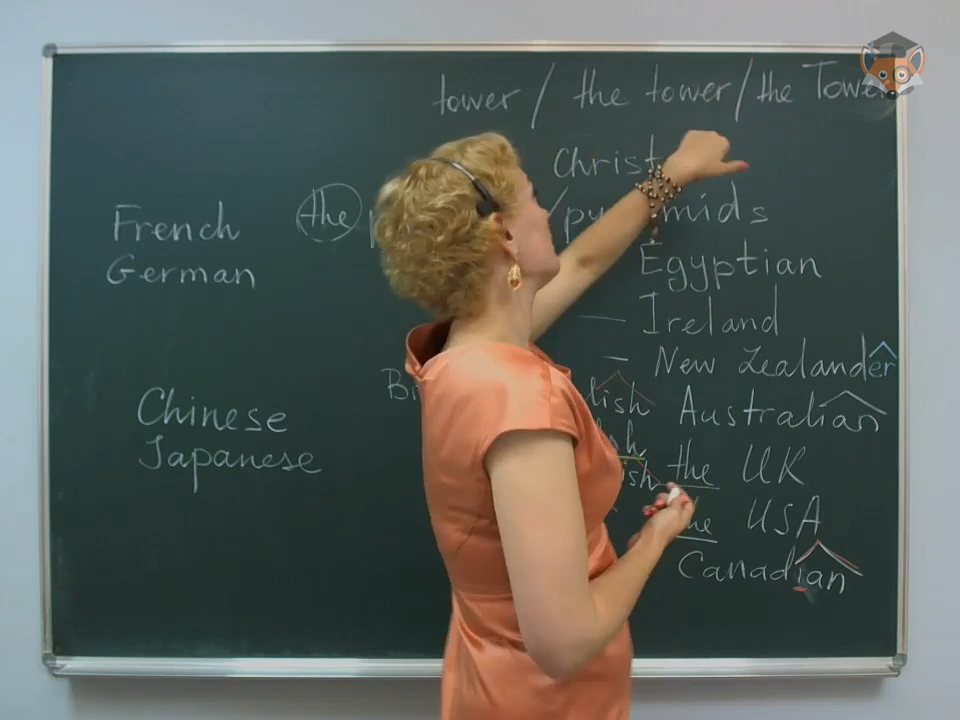 tower / the tower / the Tower
Christ
French the / pyramids
German Egyptian
— Ireland
— New Zealander
Chinese Australian
Japanese the UK
the USA
Canadian